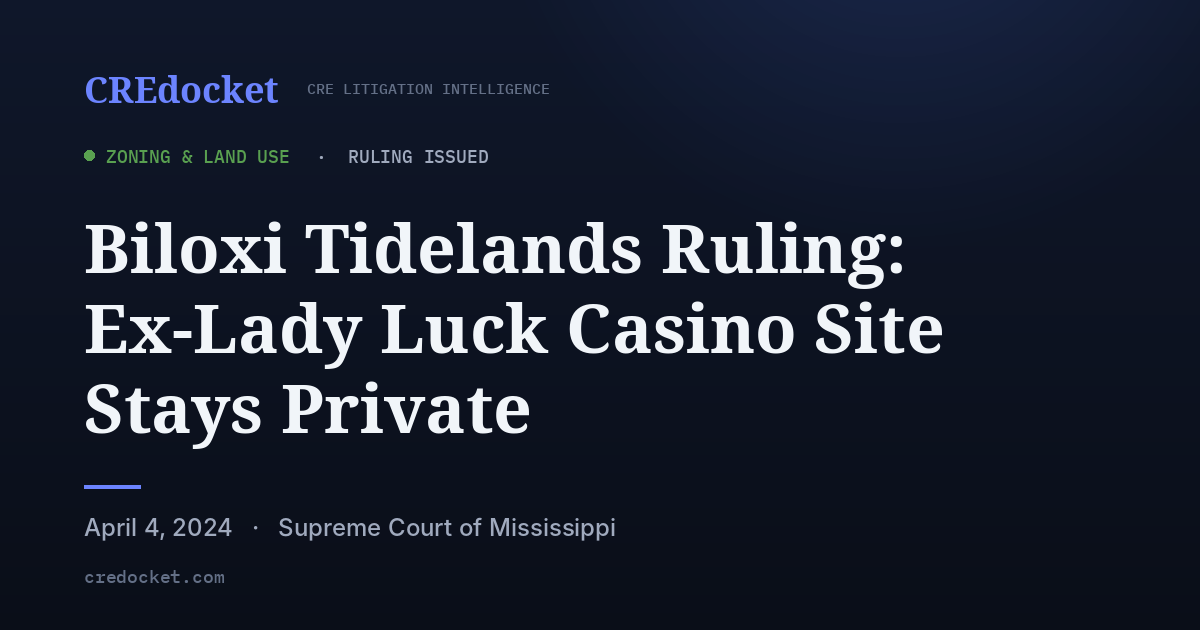 CREdocket CRE LITIGATION INTELLIGENCE
ZONING & LAND USE · RULING ISSUED
Biloxi Tidelands Ruling:
Ex-Lady Luck Casino Site
Stays Private
April 4, 2024 · Supreme Court of Mississippi
credocket.com